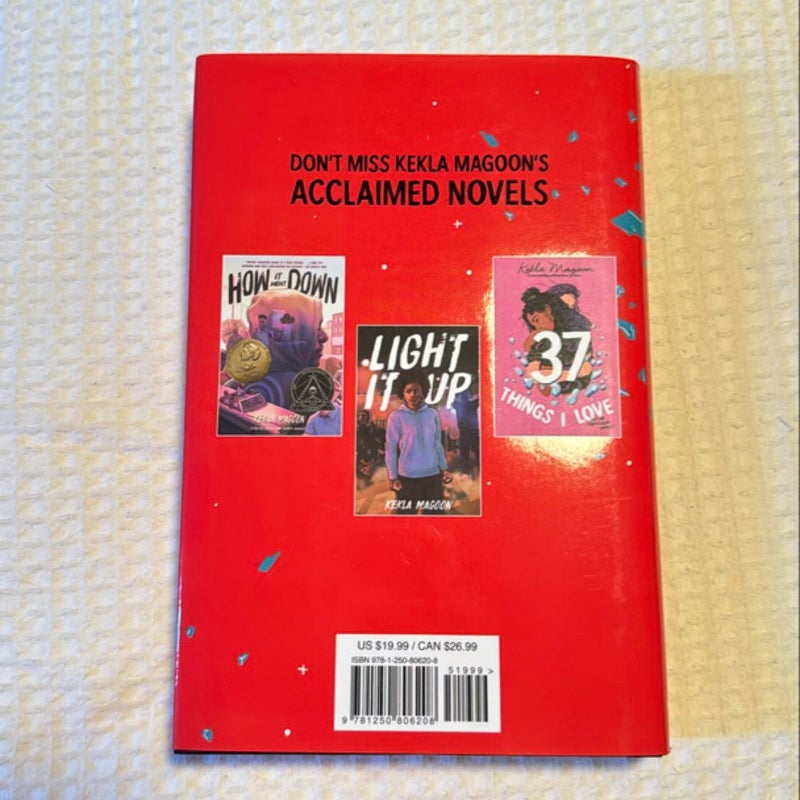 DON'T MISS KEKLA MAGOON'S
ACCLAIMED NOVELS
HOW IT WENT DOWN
KEKLA MAGOON
LIGHT
IT UP
KEKLA MAGOON
Kekla Magoon
37
THINGS I LOVE
US $19.99 / CAN $26.99
ISBN 978-1-250-80620-8
51999>
9 781250 806208